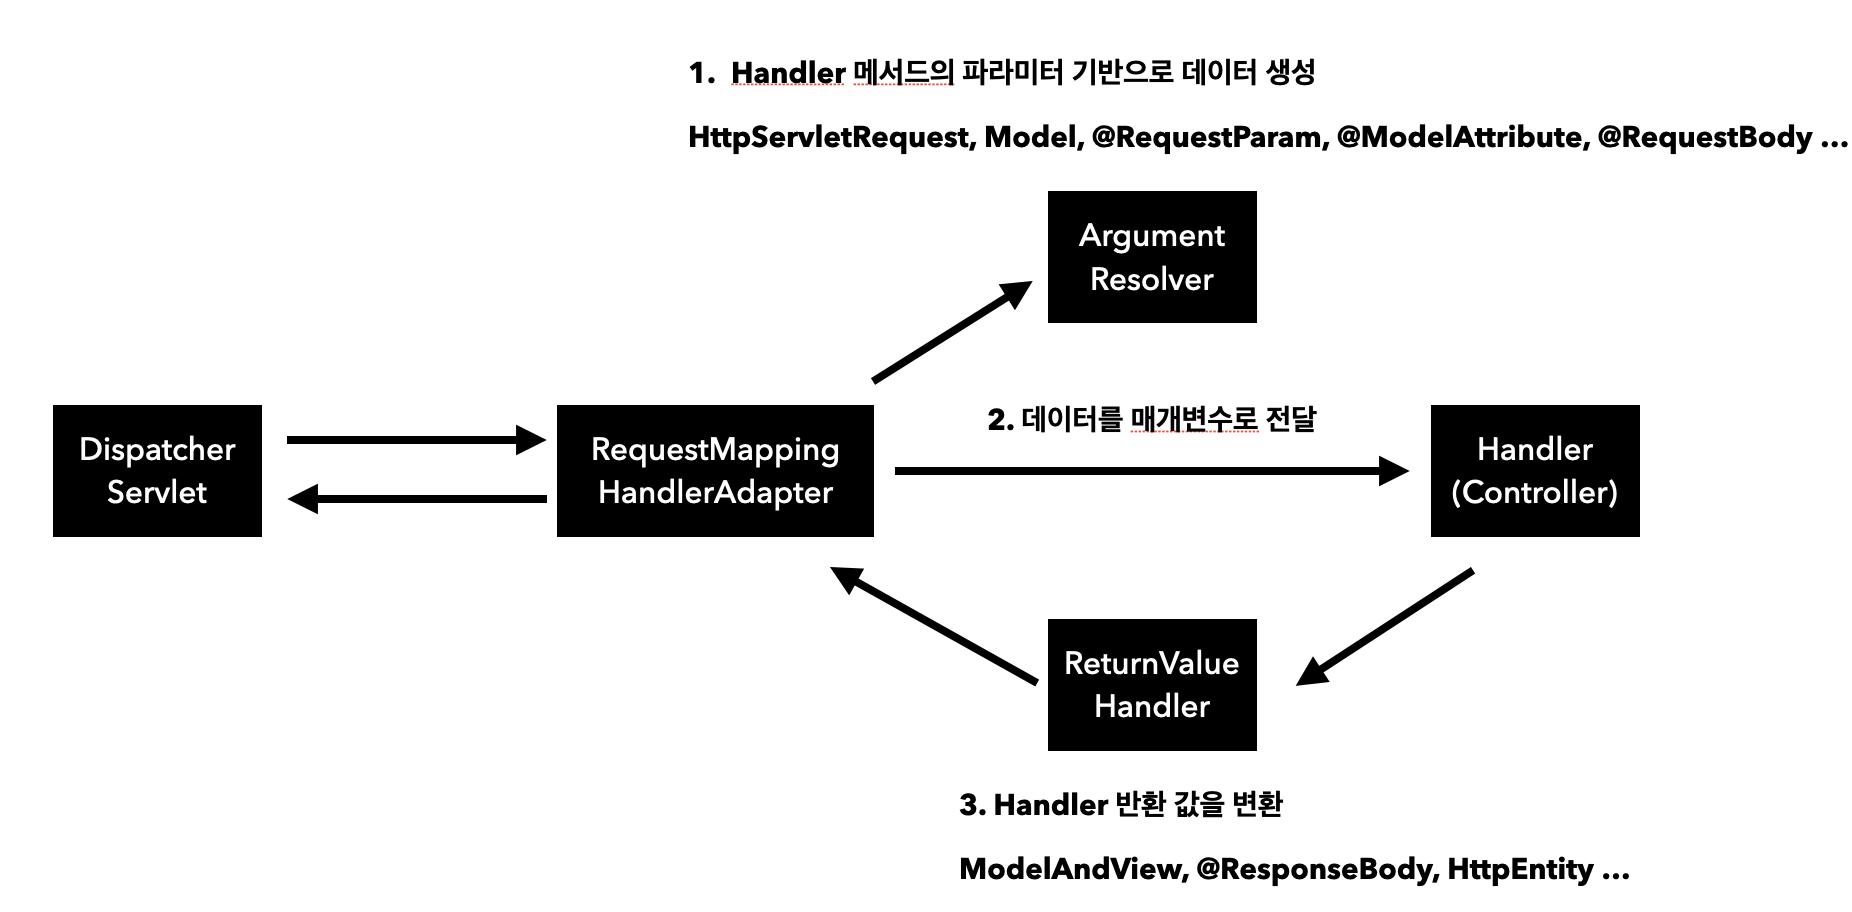 1. Handler 메서드의 파라미터 기반으로 데이터 생성
HttpServletRequest, Model, @RequestParam, @ModelAttribute, @RequestBody ...
Argument
Resolver
Dispatcher
Servlet
RequestMapping
HandlerAdapter
2. 데이터를 매개변수로 전달
Handler
(Controller)
ReturnValue
Handler
3. Handler 반환 값을 변환
ModelAndView, @ResponseBody, HttpEntity ...